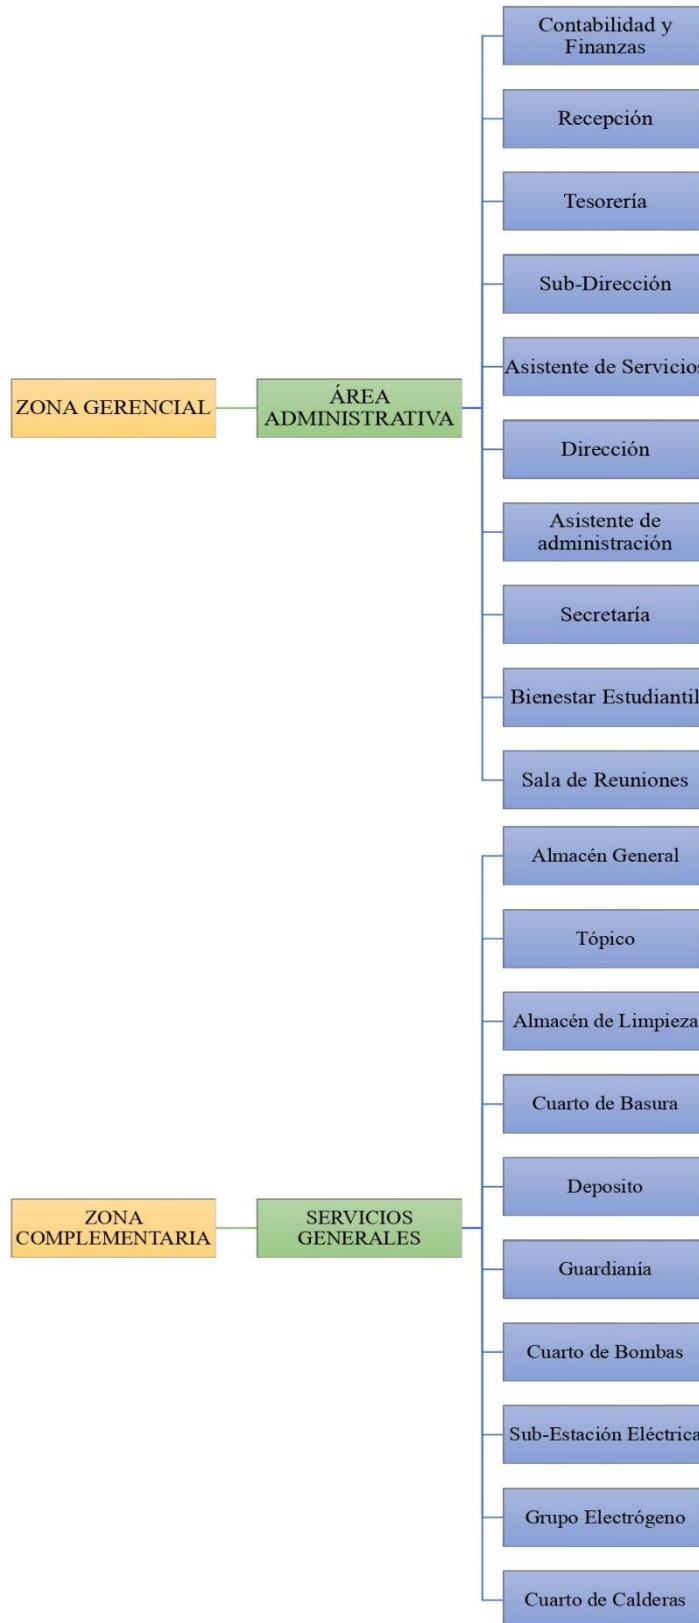 Contabilidad y
Finanzas
Recepción
Tesorería
Sub-Dirección
Asistente de Servicios
ZONA GERENCIAL
ÁREA
ADMINISTRATIVA
Dirección
Asistente de
administración
Secretaría
Bienestar Estudiantil
Sala de Reuniones
Almacén General
Tópico
Almacén de Limpieza
Cuarto de Basura
Deposito
ZONA
COMPLEMENTARIA
SERVICIOS
GENERALES
Guardianía
Cuarto de Bombas
Sub-Estación Eléctrica
Grupo Electrógeno
Cuarto de Calderas